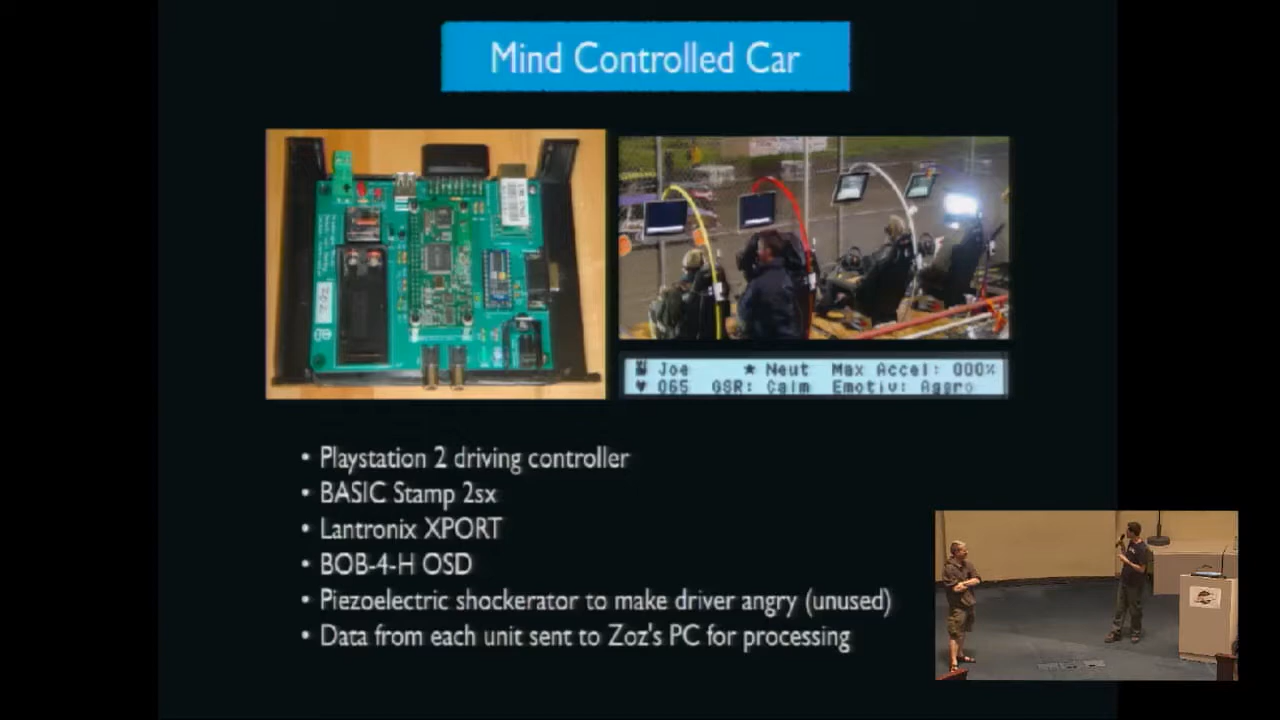 Mind Controlled Car
Joe ★ Neut Max Accel: 000%
♥ 065 GSR: Calm Emotiv: Aggro
• Playstation 2 driving controller
• BASIC Stamp 2sx
• Lantronix XPORT
• BOB-4-H OSD
• Piezoelectric shockerator to make driver angry (unused)
• Data from each unit sent to Zoz's PC for processing